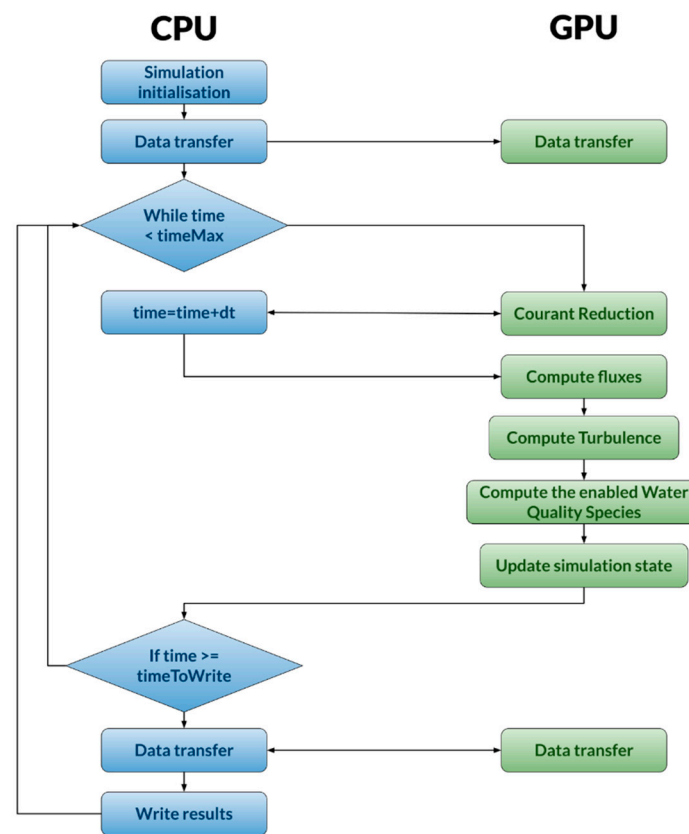 CPU
GPU
Simulation
initialisation
Data transfer
Data transfer
While time
< timeMax
time=time+dt
Courant Reduction
Compute fluxes
Compute Turbulence
Compute the enabled Water
Quality Species
Update simulation state
If time >=
timeToWrite
Data transfer
Data transfer
Write results